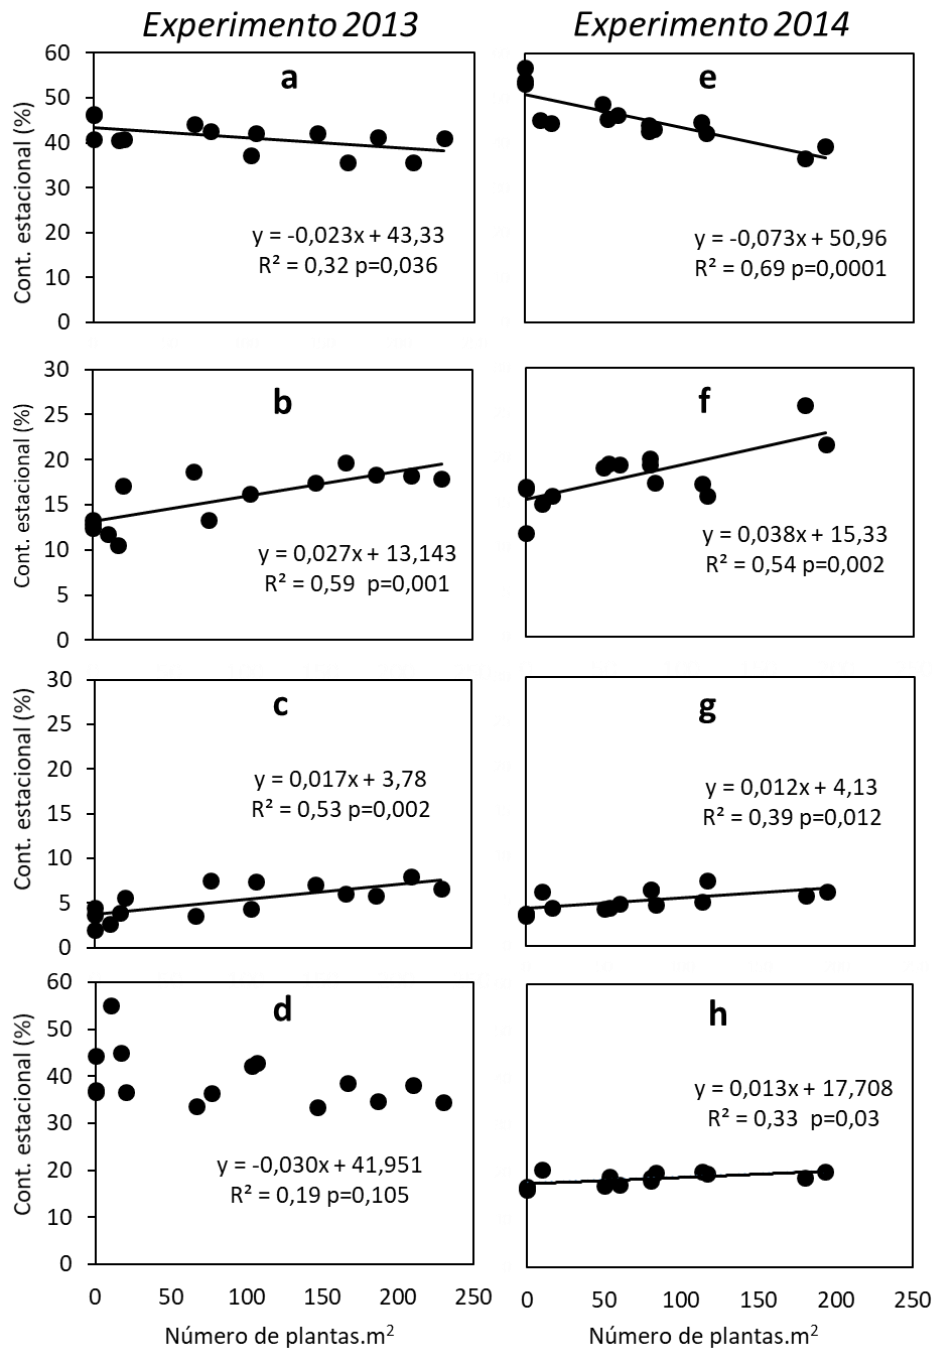 Experimento 2013
Experimento 2014
Cont. estacional (%)
60
50
40
30
20
10
0
a
y = -0,023x + 43,33
R² = 0,32 p=0,036
e
y = -0,073x + 50,96
R² = 0,69 p=0,0001
Cont. estacional (%)
30
25
20
15
10
5
0
b
y = 0,027x + 13,143
R² = 0,59 p=0,001
f
y = 0,038x + 15,33
R² = 0,54 p=0,002
Cont. estacional (%)
30
25
20
15
10
5
0
c
y = 0,017x + 3,78
R² = 0,53 p=0,002
g
y = 0,012x + 4,13
R² = 0,39 p=0,012
Cont. estacional (%)
60
50
40
30
20
10
0
d
y = -0,030x + 41,951
R² = 0,19 p=0,105
0 50 100 150 200 250
Número de plantas.m²
h
y = 0,013x + 17,708
R² = 0,33 p=0,03
0 50 100 150 200 250
Número de plantas.m²